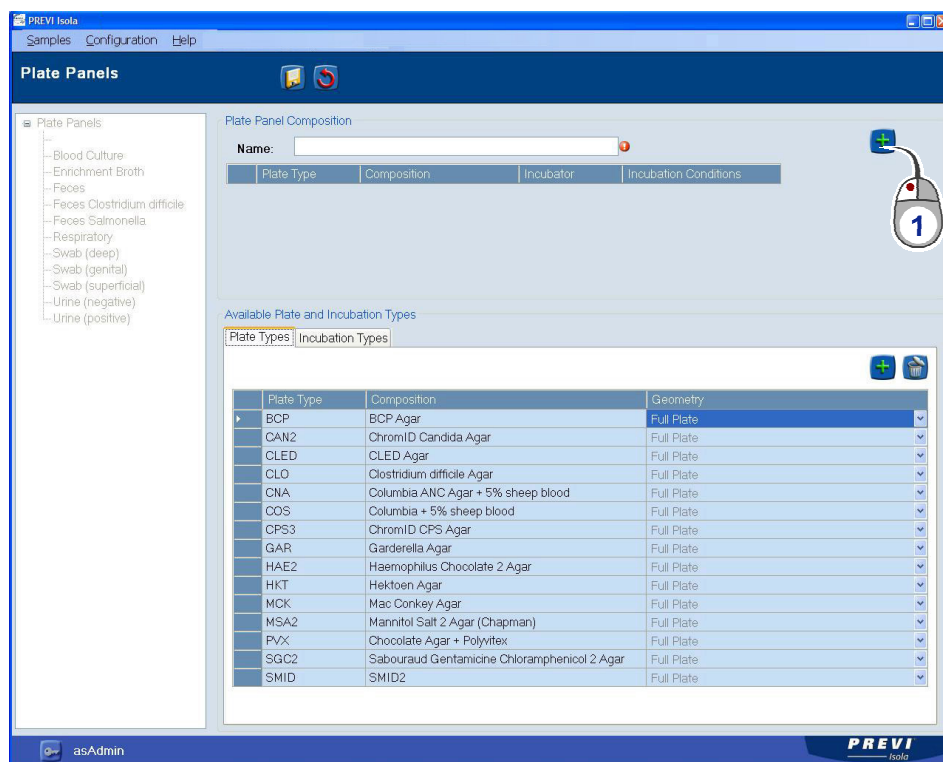 PREVI Isola
Samples Configuration Help
Plate Panels
Plate Panels
--
Blood Culture
Enrichment Broth
Feces
Feces Clostridium difficile
Feces Salmonella
Respiratory
Swab (deep)
Swab (genital)
Swab (superficial)
Urine (negative)
Urine (positive)
Plate Panel Composition
Name:
Plate Type Composition Incubator Incubation Conditions
1
Available Plate and Incubation Types
Plate Types Incubation Types
Plate Type Composition Geometry
BCP BCP Agar Full Plate
CAN2 ChromID Candida Agar Full Plate
CLED CLED Agar Full Plate
CLO Clostridium difficile Agar Full Plate
CNA Columbia ANC Agar + 5% sheep blood Full Plate
COS Columbia + 5% sheep blood Full Plate
CPS3 ChromID CPS Agar Full Plate
GAR Garderella Agar Full Plate
HAE2 Haemophilus Chocolate 2 Agar Full Plate
HKT Hektoen Agar Full Plate
MCK Mac Conkey Agar Full Plate
MSA2 Mannitol Salt 2 Agar (Chapman) Full Plate
PVX Chocolate Agar + Polyvitex Full Plate
SGC2 Sabouraud Gentamicine Chloramphenicol 2 Agar Full Plate
SMID SMID2 Full Plate
asAdmin
PREVI
Isola